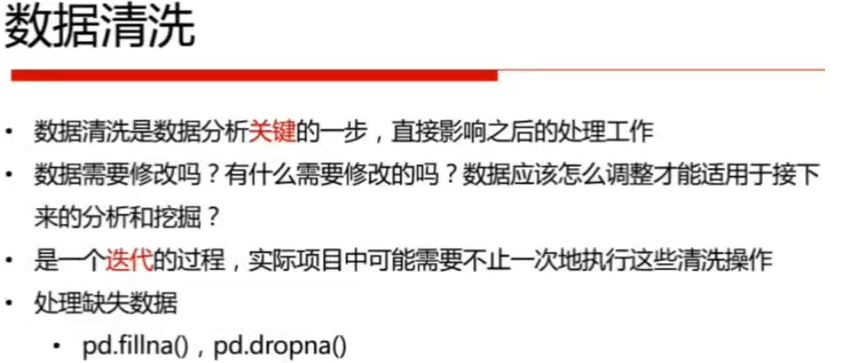 数据清洗
• 数据清洗是数据分析关键的一步，直接影响之后的处理工作
• 数据需要修改吗？有什么需要修改的吗？数据应该怎么调整才能适用于接下
来的分析和挖掘？
• 是一个迭代的过程，实际项目中可能需要不止一次地执行这些清洗操作
• 处理缺失数据
• pd.fillna()，pd.dropna()